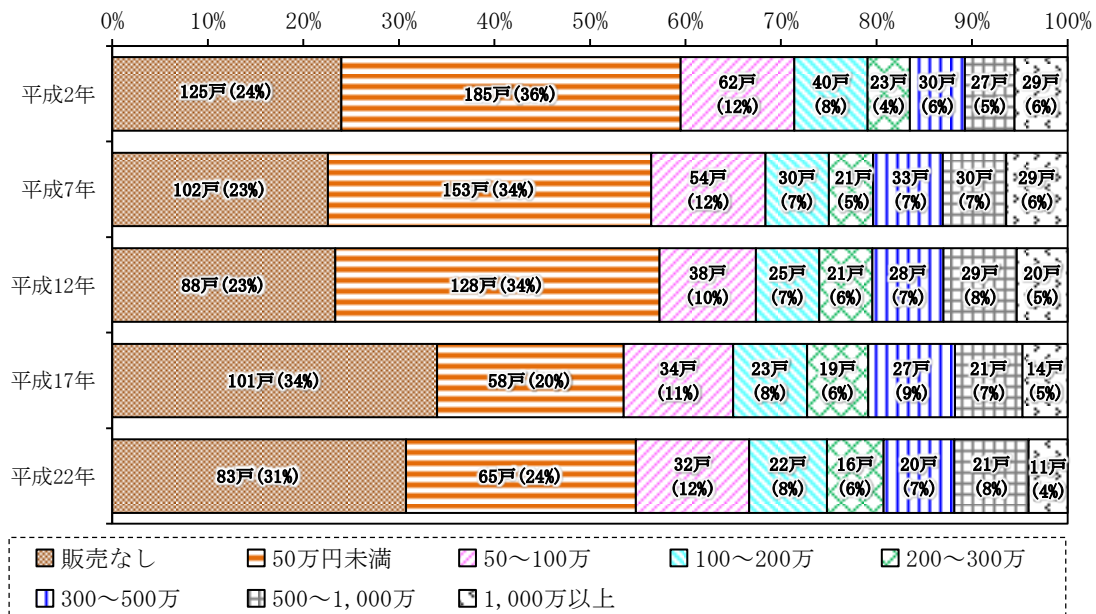 0% 10% 20% 30% 40% 50% 60% 70% 80% 90% 100%
平成2年 125戸(24%) 185戸(36%) 62戸(12%) 40戸(8%) 23戸(4%) 30戸(6%) 27戸(5%) 29戸(6%)
平成7年 102戸(23%) 153戸(34%) 54戸(12%) 30戸(7%) 21戸(5%) 33戸(7%) 30戸(7%) 29戸(6%)
平成12年 88戸(23%) 128戸(34%) 38戸(10%) 25戸(7%) 21戸(6%) 28戸(7%) 29戸(8%) 20戸(5%)
平成17年 101戸(34%) 58戸(20%) 34戸(11%) 23戸(8%) 19戸(6%) 27戸(9%) 21戸(7%) 14戸(5%)
平成22年 83戸(31%) 65戸(24%) 32戸(12%) 22戸(8%) 16戸(6%) 20戸(7%) 21戸(8%) 11戸(4%)
販売なし 50万円未満 50～100万 100～200万 200～300万
300～500万 500～1,000万 1,000万以上